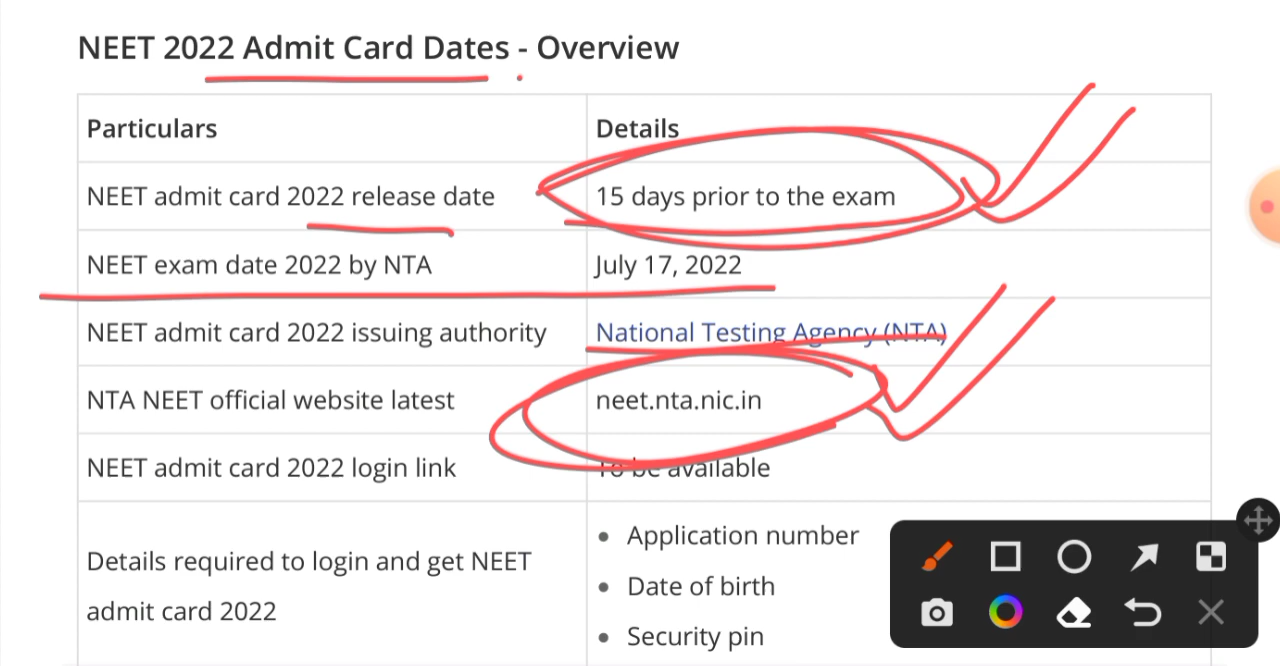 NEET 2022 Admit Card Dates - Overview
Particulars Details
NEET admit card 2022 release date 15 days prior to the exam
NEET exam date 2022 by NTA July 17, 2022
NEET admit card 2022 issuing authority National Testing Agency (NTA)
NTA NEET official website latest neet.nta.nic.in
NEET admit card 2022 login link To be available
Details required to login and get NEET
admit card 2022
• Application number
• Date of birth
• Security pin